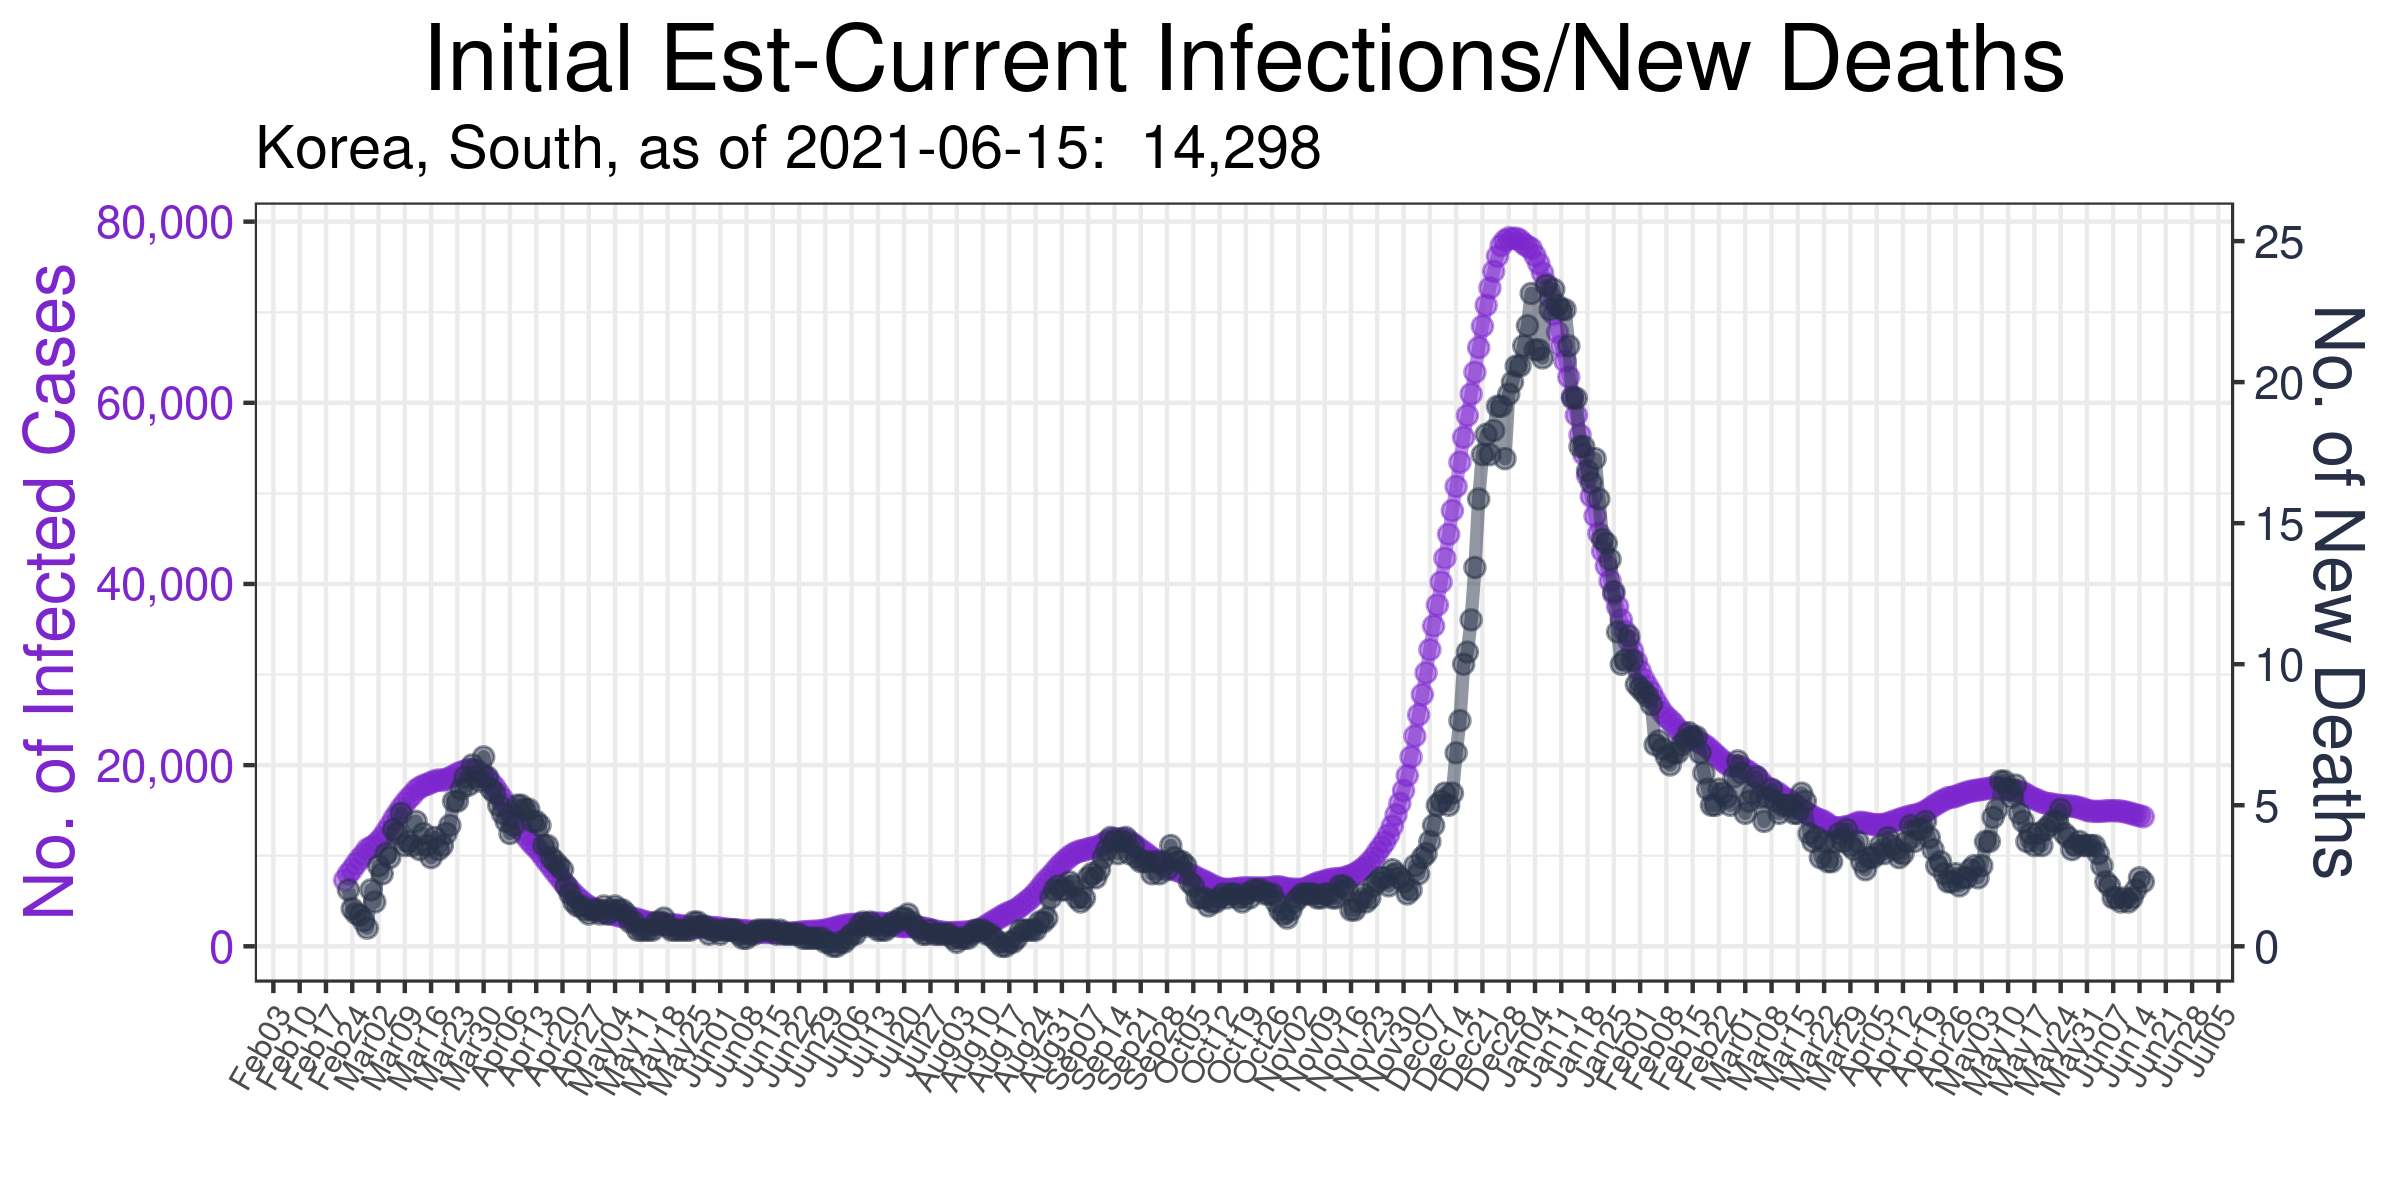 Initial Est-Current Infections/New Deaths
Korea, South, as of 2021-06-15:  14,298
No. of Infected Cases
80,000
60,000
40,000
20,000
0
25
20
15
10
5
0
No. of New Deaths
Feb03
Feb10
Feb17
Feb24
Mar02
Mar09
Mar16
Mar23
Mar30
Apr06
Apr13
Apr20
Apr27
May04
May11
May18
May25
Jun01
Jun08
Jun15
Jun22
Jun29
Jul06
Jul13
Jul20
Jul27
Aug03
Aug10
Aug17
Aug24
Aug31
Sep07
Sep14
Sep21
Sep28
Oct05
Oct12
Oct19
Oct26
Nov02
Nov09
Nov16
Nov23
Nov30
Dec07
Dec14
Dec21
Dec28
Jan04
Jan11
Jan18
Jan25
Feb01
Feb08
Feb15
Feb22
Mar01
Mar08
Mar15
Mar22
Mar29
Apr05
Apr12
Apr19
Apr26
May03
May10
May17
May24
May31
Jun07
Jun14
Jun21
Jun28
Jul05